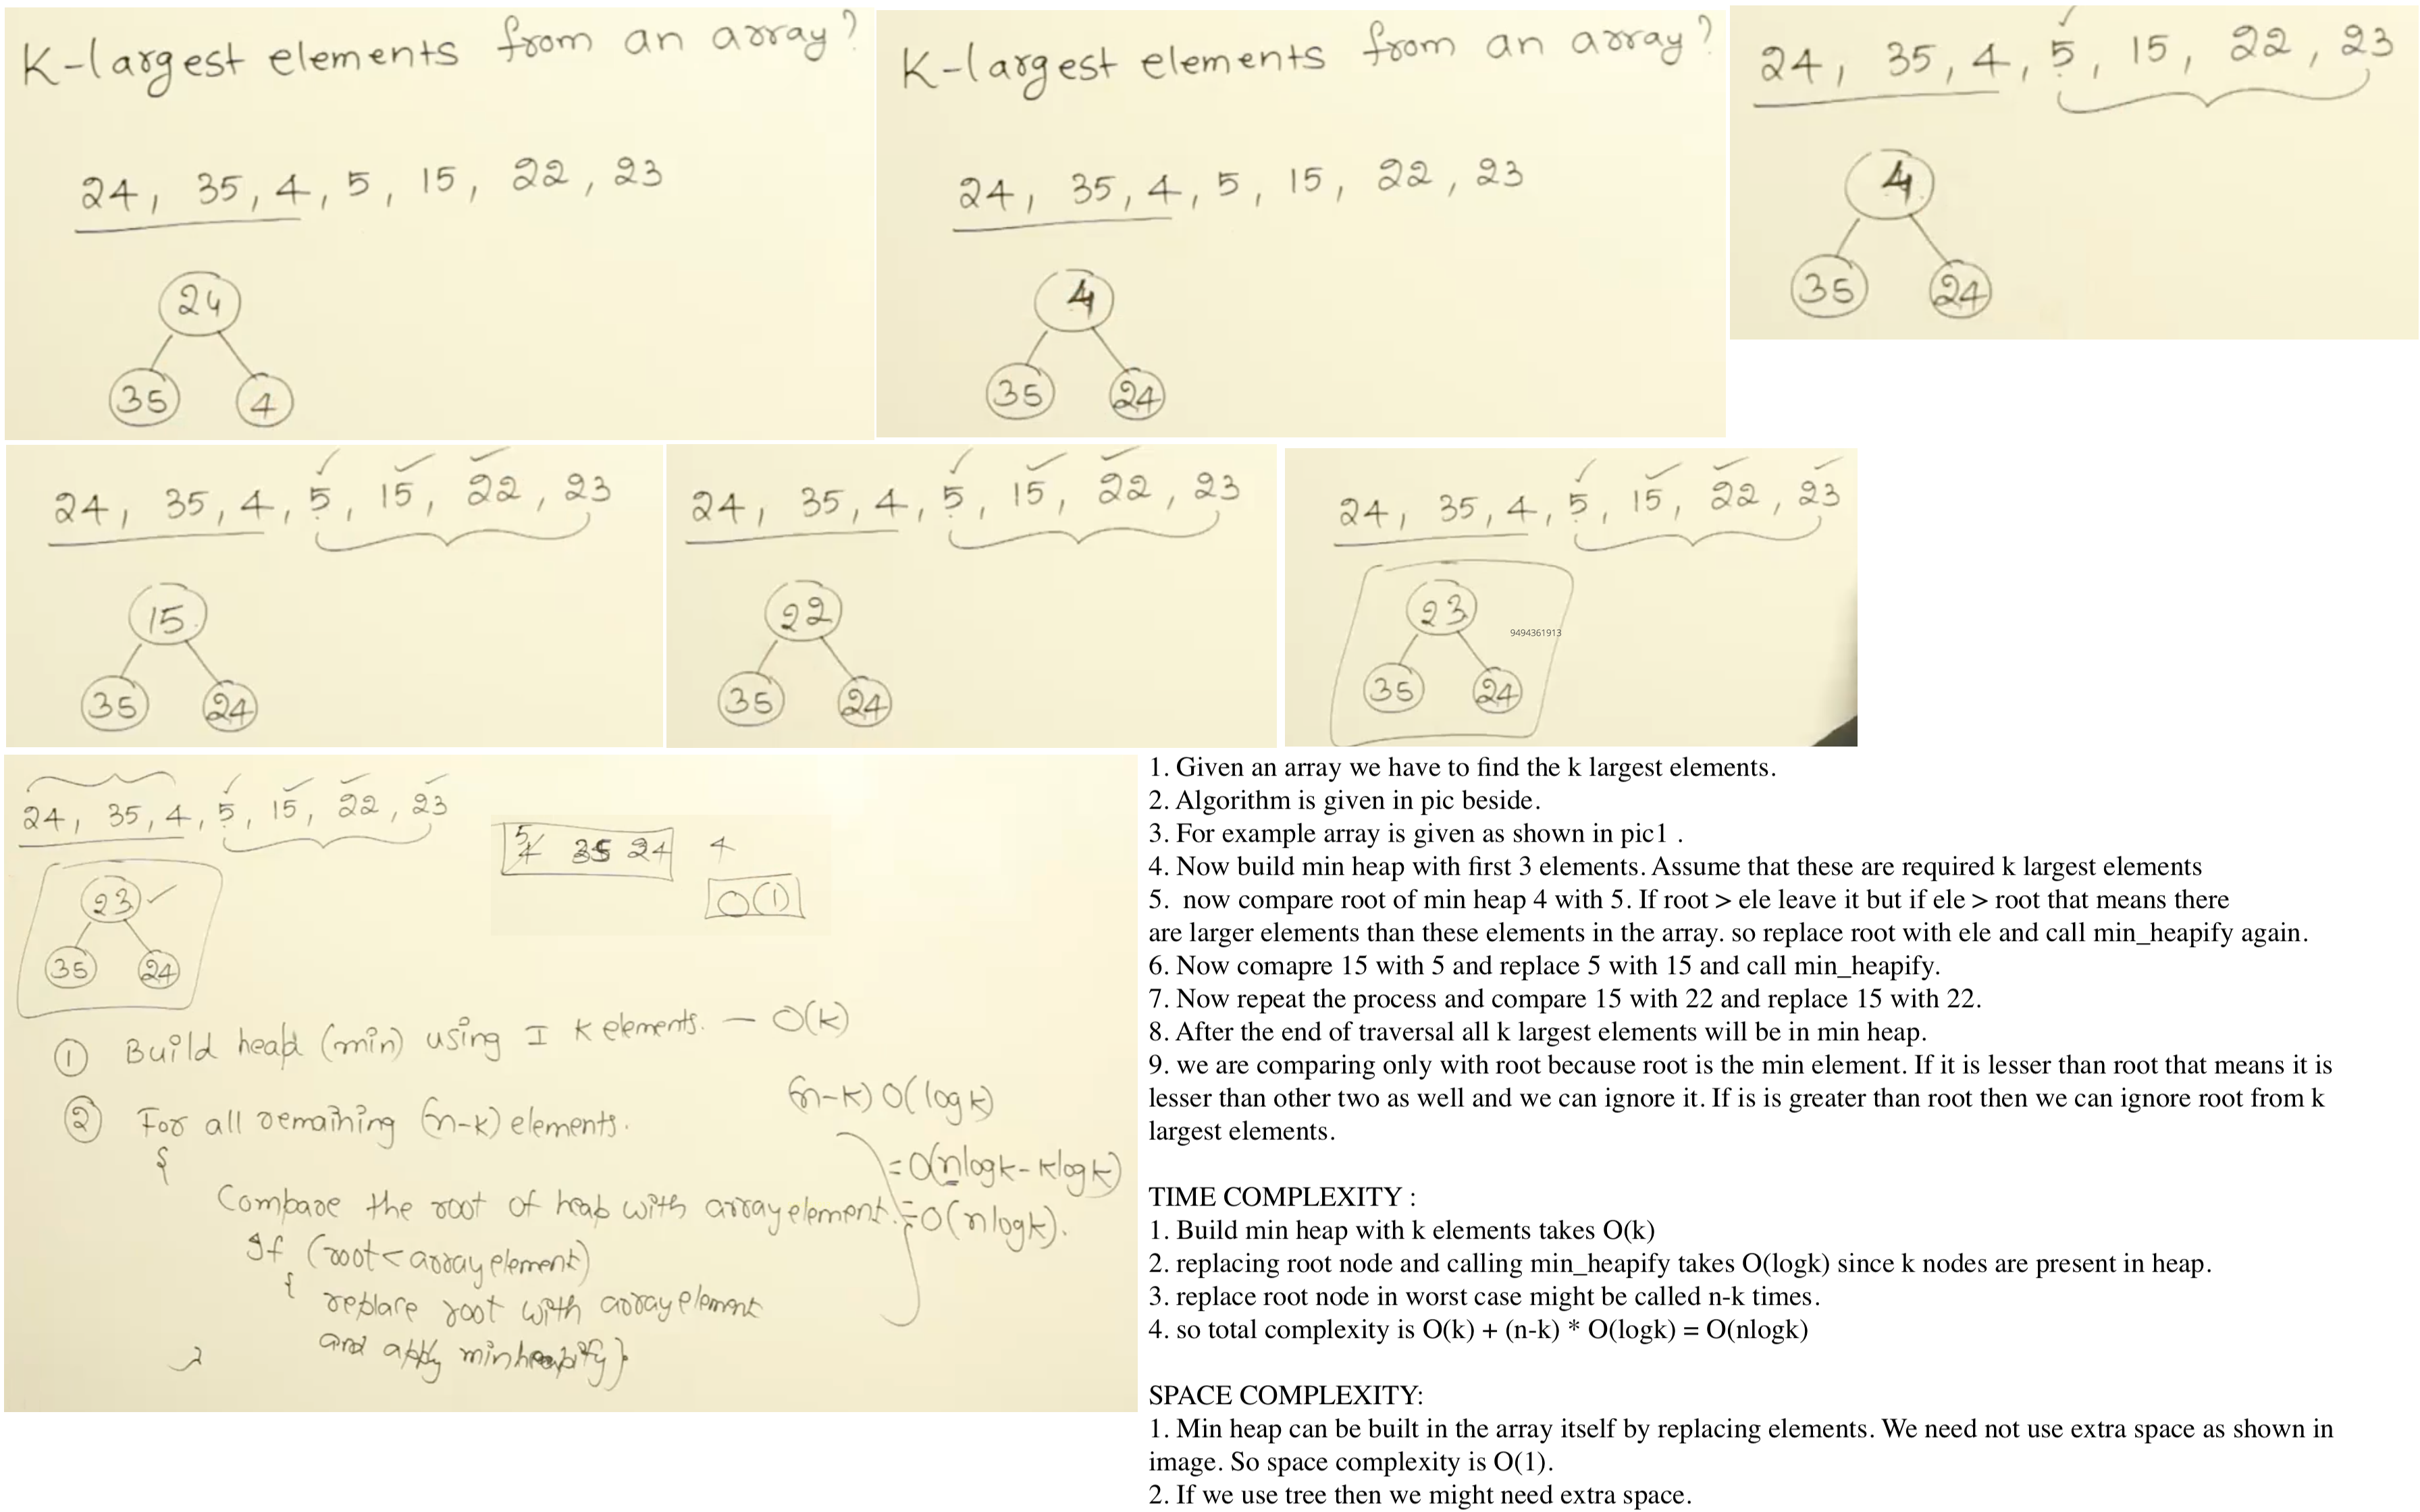 K-largest elements from an array?
24, 35, 4, 5, 15, 22, 23
24
35 4
K-largest elements from an array?
24, 35, 4, 5, 15, 22, 23
4
35 24
24, 35, 4, 5, 15, 22, 23
4
35 24
24, 35, 4, 5, 15, 22, 23
15
35 24
24, 35, 4, 5, 15, 22, 23
22
35 24
24, 35, 4, 5, 15, 22, 23
23
9494361913
35 24
24, 35, 4, 5, 15, 22, 23
5
4 35 24 4
O(1)
23
35 24
① Build heap (min) using I K elements. — O(k)
② For all remaining (n-k) elements.
{
Compare the root of heap with array element.
If (root < array element)
{ replace root with array element
and apply minheapify}
}
(n-k) O(logk)
= O(nlogk - klogk)
= O(nlogk).
1. Given an array we have to find the k largest elements.
2. Algorithm is given in pic beside.
3. For example array is given as shown in pic1 .
4. Now build min heap with first 3 elements. Assume that these are required k largest elements
5.  now compare root of min heap 4 with 5. If root > ele leave it but if ele > root that means there
are larger elements than these elements in the array. so replace root with ele and call min_heapify again.
6. Now comapre 15 with 5 and replace 5 with 15 and call min_heapify.
7. Now repeat the process and compare 15 with 22 and replace 15 with 22.
8. After the end of traversal all k largest elements will be in min heap.
9. we are comparing only with root because root is the min element. If it is lesser than root that means it is
lesser than other two as well and we can ignore it. If is is greater than root then we can ignore root from k
largest elements.
TIME COMPLEXITY :
1. Build min heap with k elements takes O(k)
2. replacing root node and calling min_heapify takes O(logk) since k nodes are present in heap.
3. replace root node in worst case might be called n-k times.
4. so total complexity is O(k) + (n-k) * O(logk) = O(nlogk)
SPACE COMPLEXITY:
1. Min heap can be built in the array itself by replacing elements. We need not use extra space as shown in
image. So space complexity is O(1).
2. If we use tree then we might need extra space.